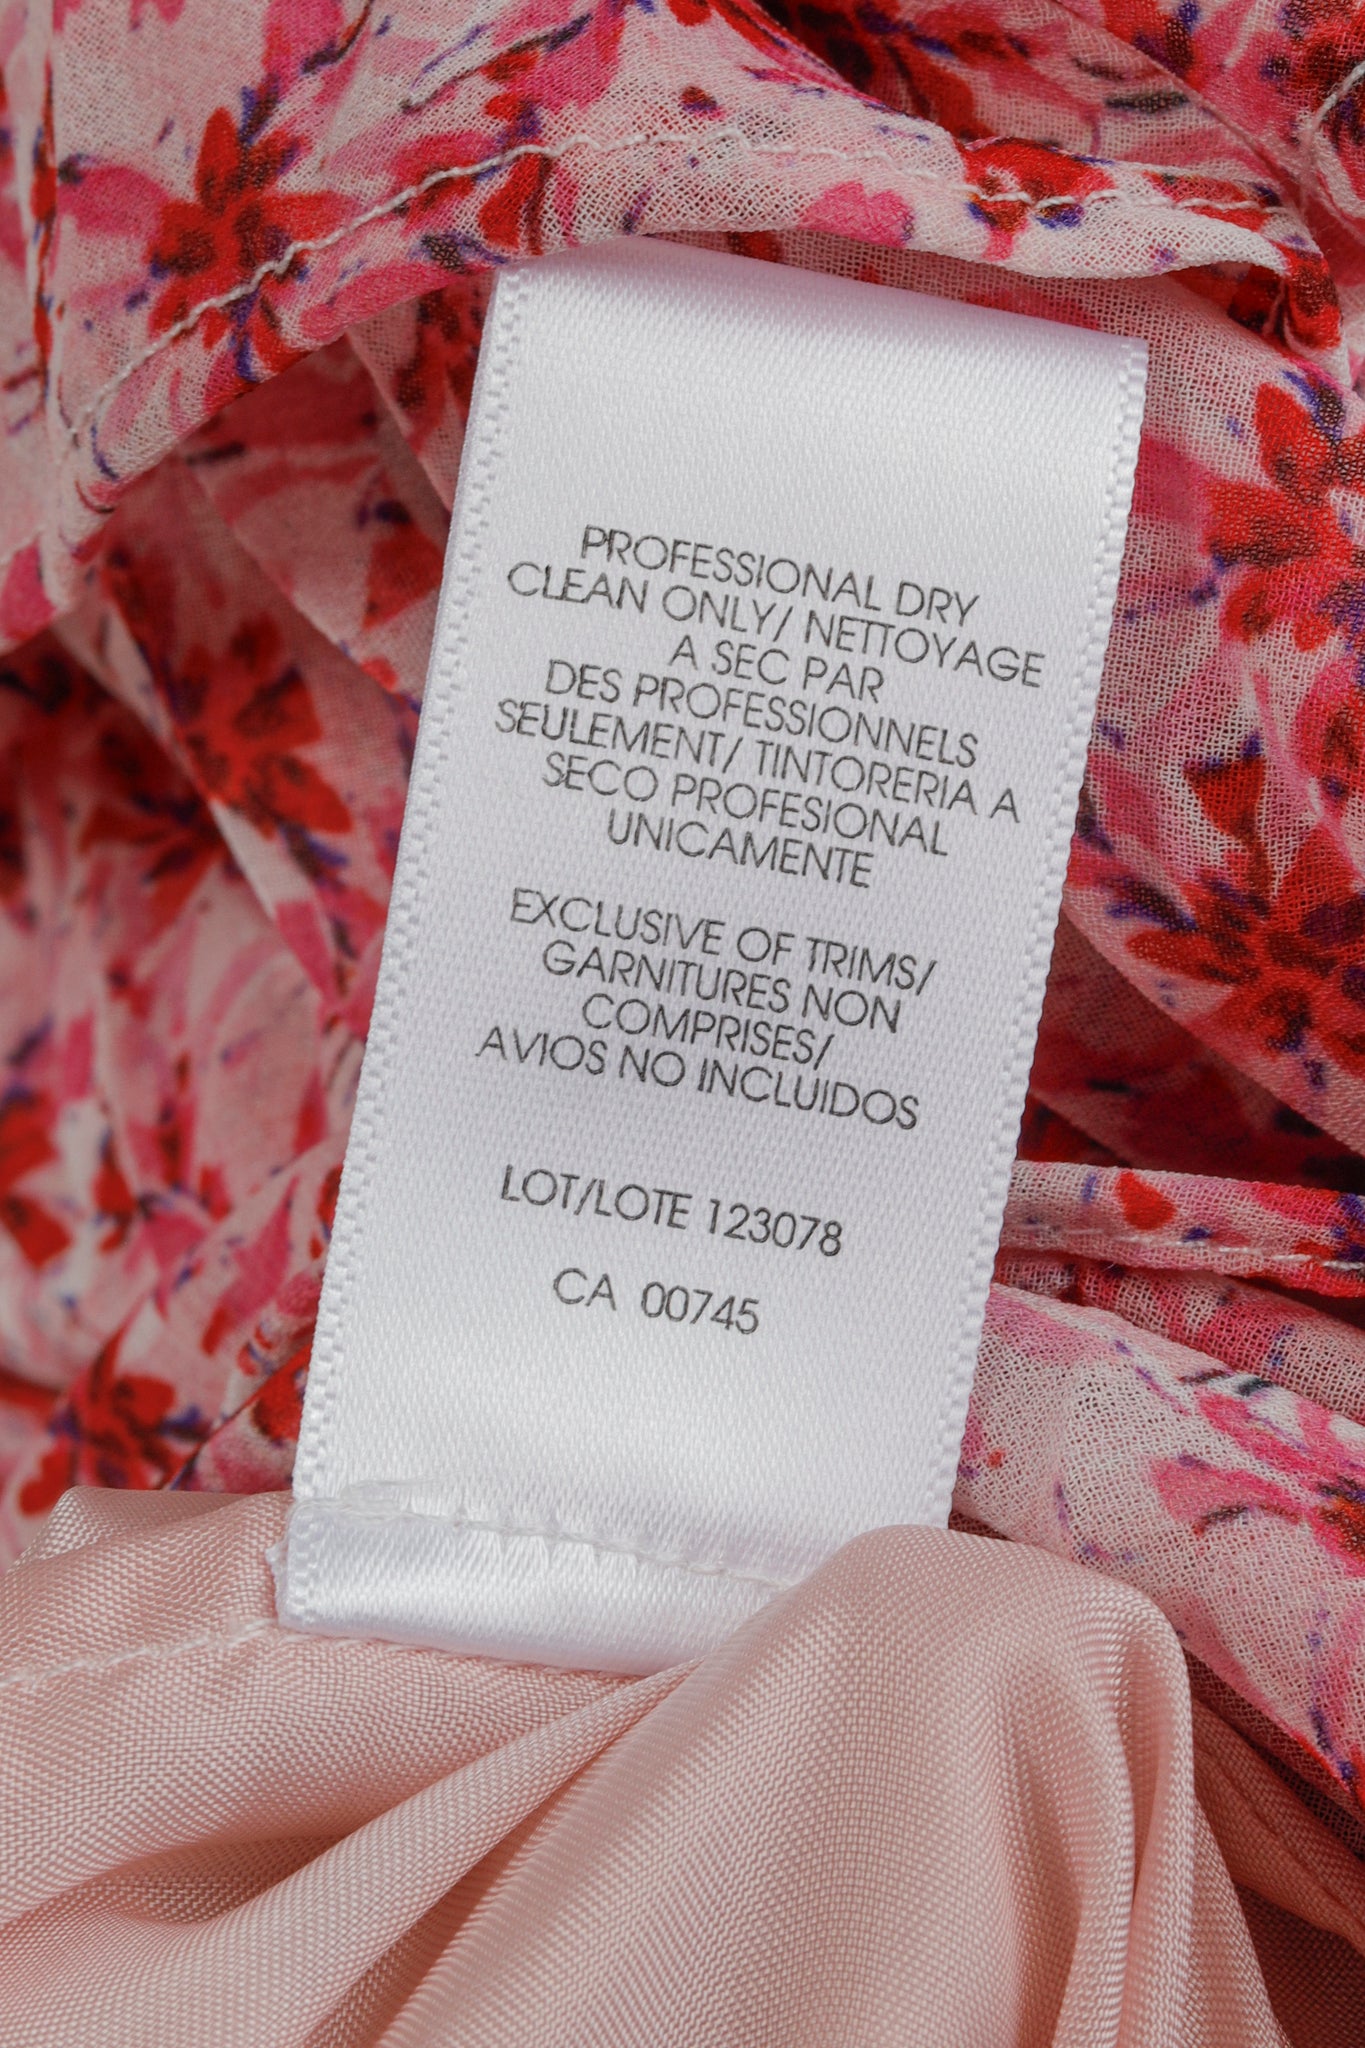 PROFESSIONAL DRY
CLEAN ONLY/ NETTOYAGE
A SEC PAR
DES PROFESSIONNELS
SEULEMENT/ TINTORERIA A
SECO PROFESIONAL
UNICAMENTE
EXCLUSIVE OF TRIMS/
GARNITURES NON
COMPRISES/
AVIOS NO INCLUIDOS
LOT/LOTE 123078
CA 00745